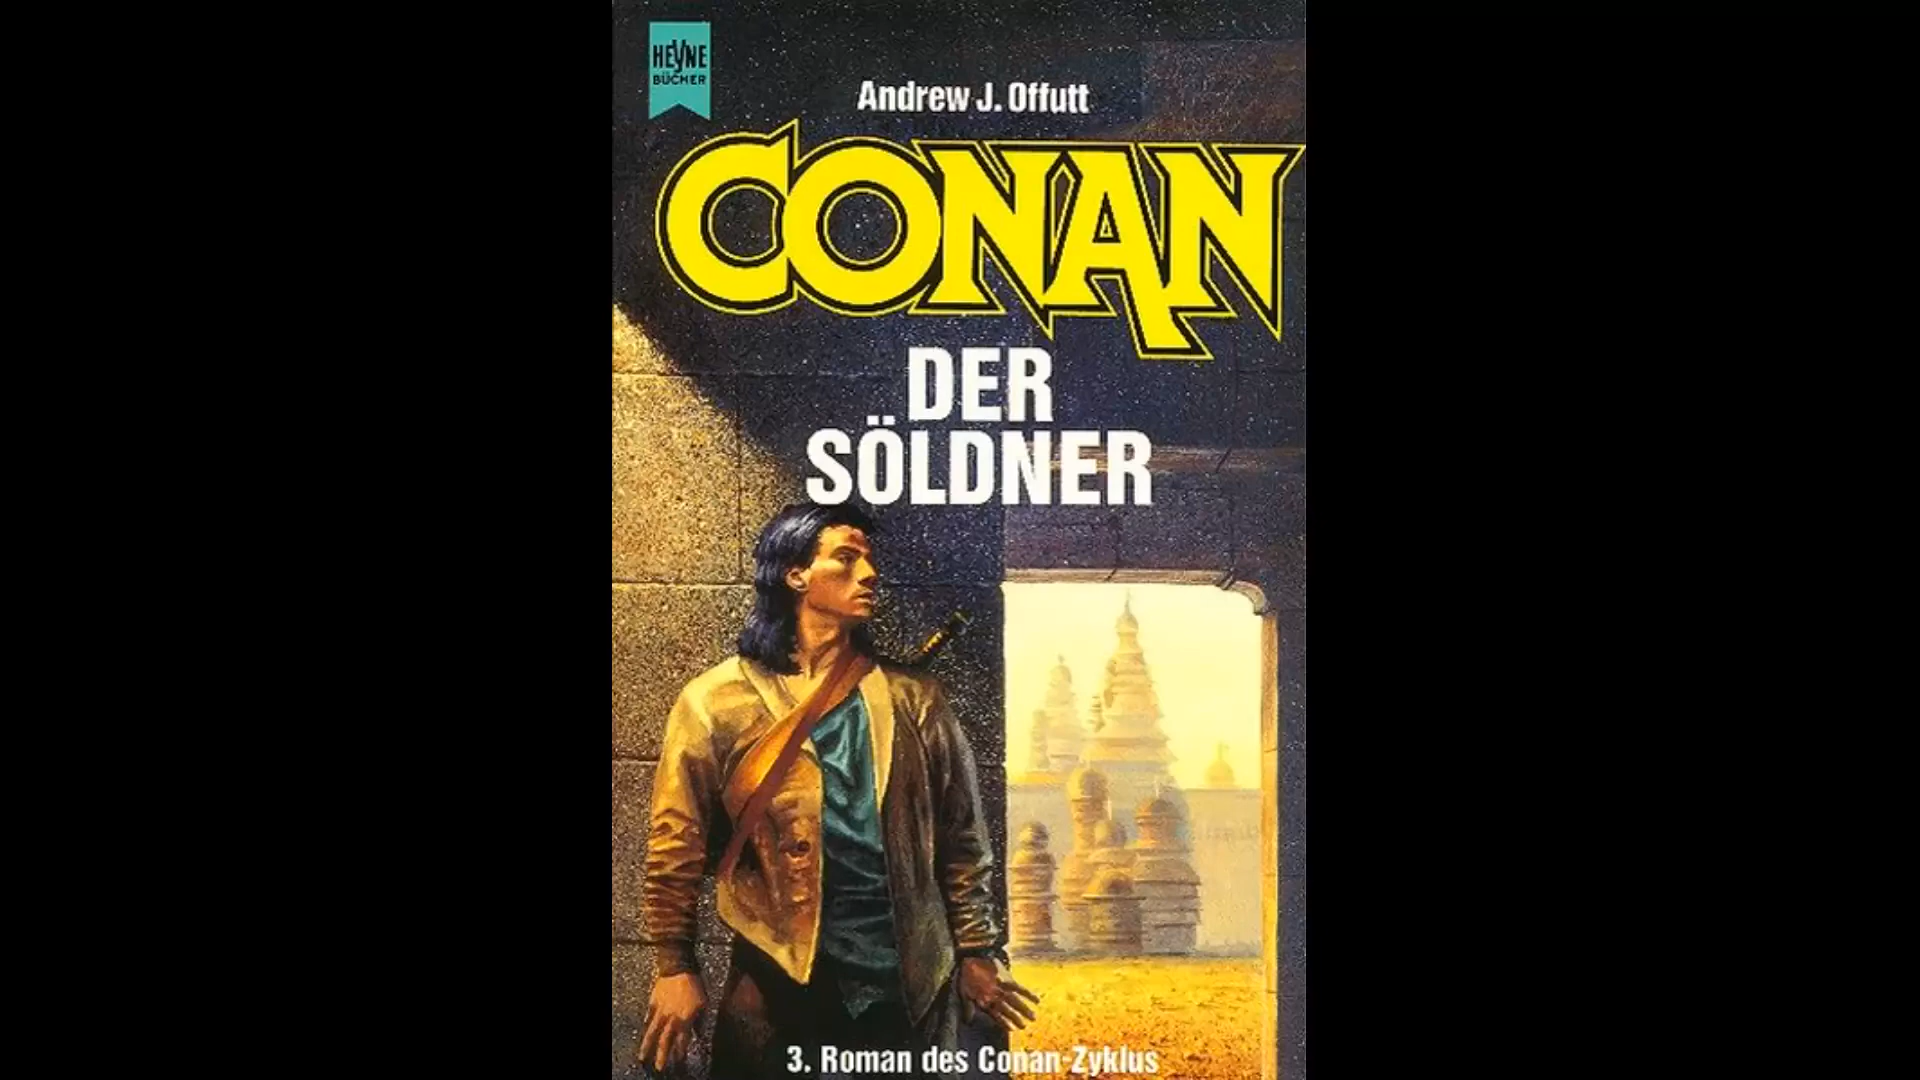 HEYNE
BÜCHER
Andrew J. Offutt
CONAN
DER
SÖLDNER
3. Roman des Conan-Zyklus